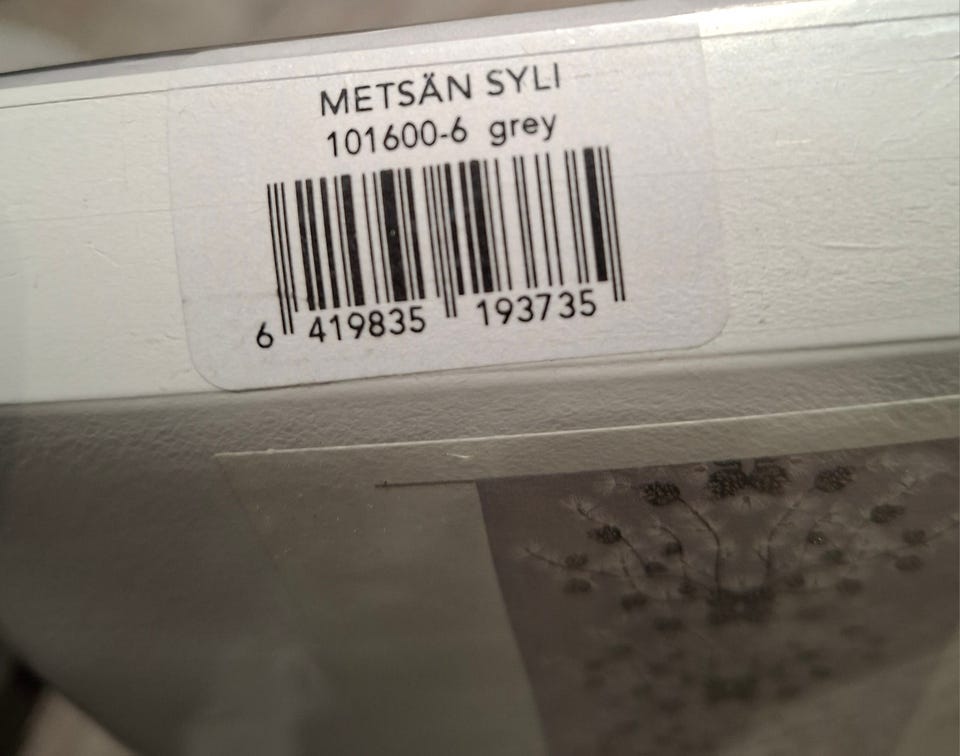 METSÄN SYLI
101600-6 grey
6 419835 193735